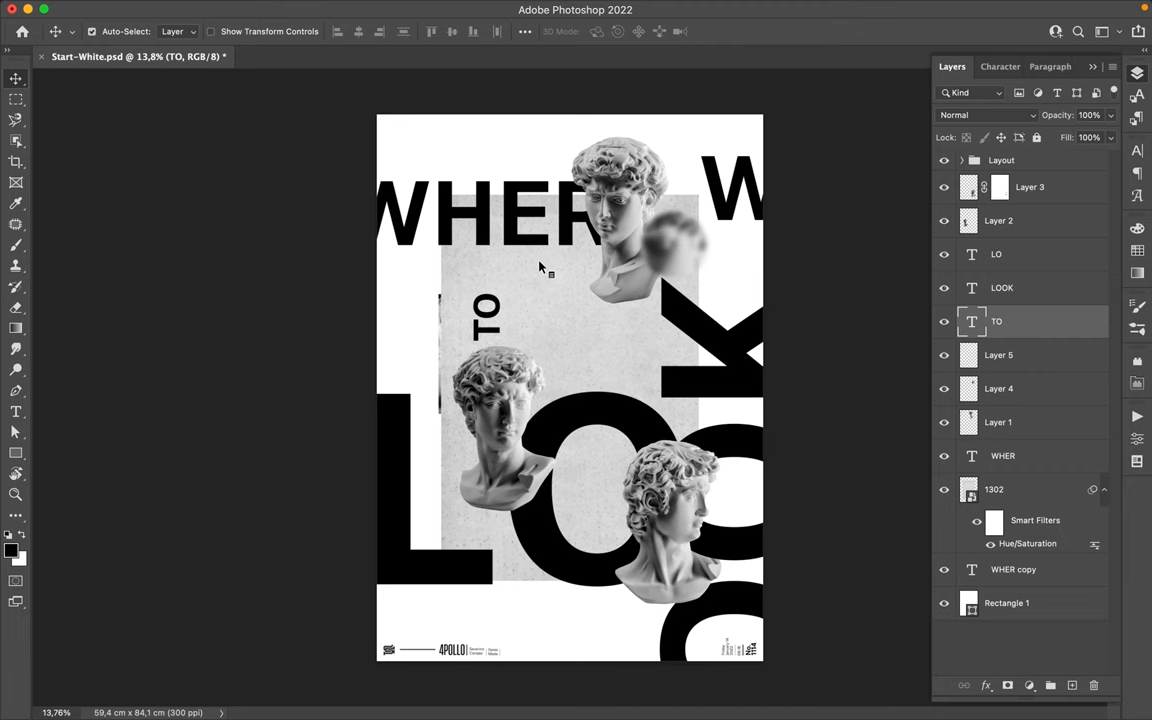 Adobe Photoshop 2022
Auto-Select: Layer Show Transform Controls 3D Mode:
Start-White.psd @ 13,8% (TO, RGB/8) *
Layers Character Paragraph
Kind
Normal Opacity: 100%
Lock: Fill: 100%
Layout
Layer 3
Layer 2
LO
LOOK
TO
Layer 5
Layer 4
Layer 1
WHER
1302
Smart Filters
Hue/Saturation
WHER copy
Rectangle 1
W
WHER
TO
LO
LOOK
4POLLO
No.
1114
13,76% 59,4 cm x 84,1 cm (300 ppi)